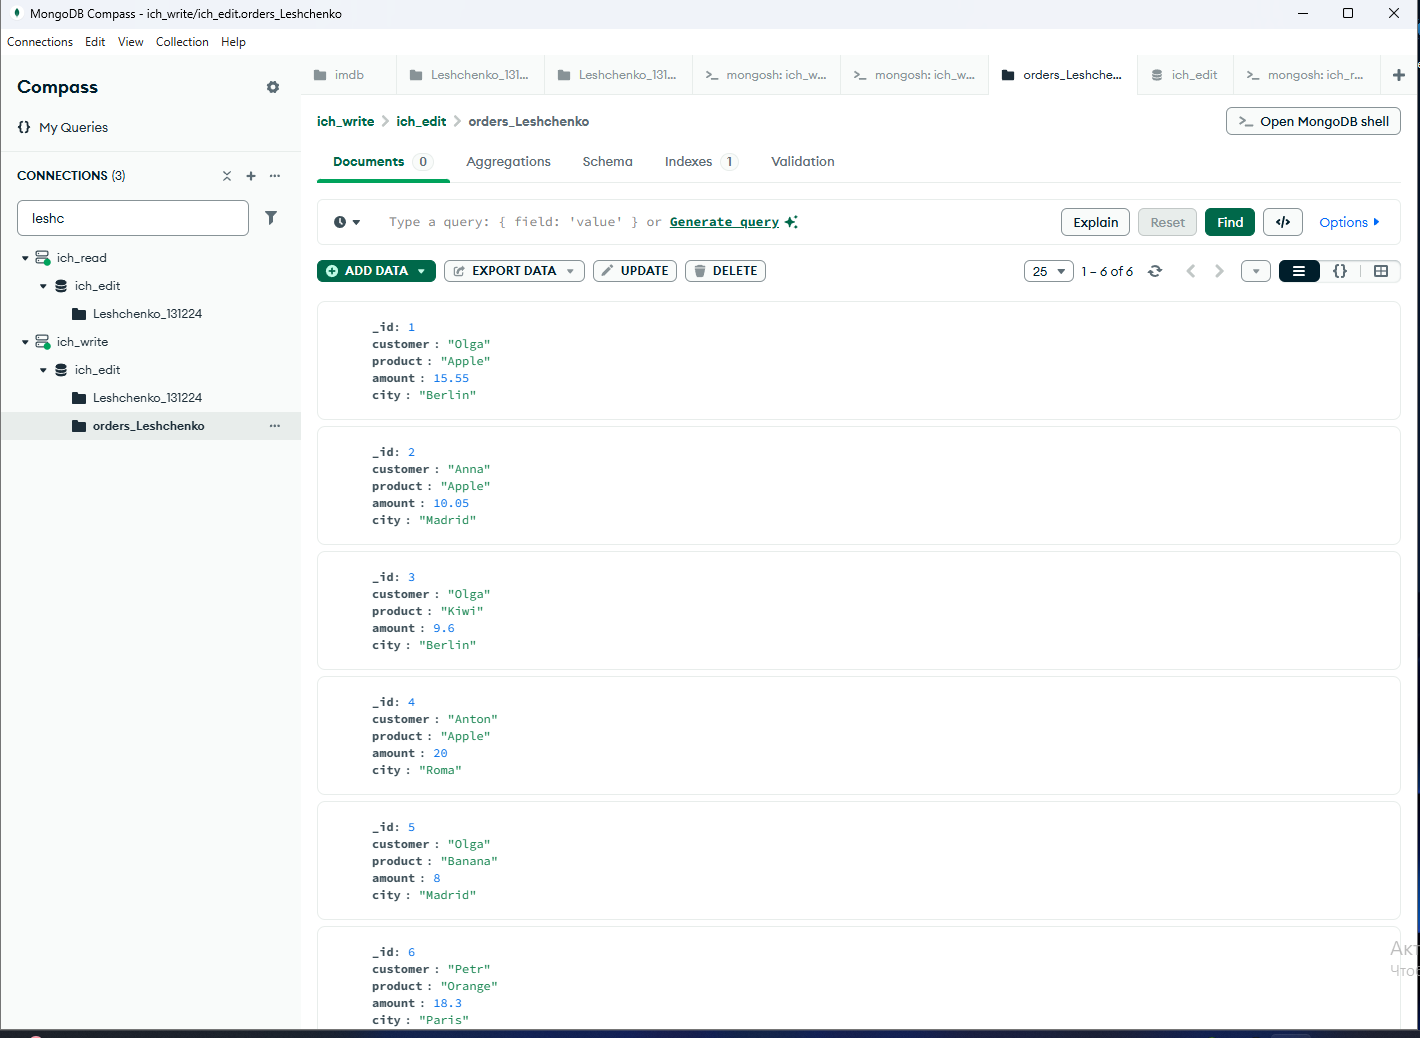 MongoDB Compass - ich_write/ich_edit.orders_Leshchenko
Connections Edit View Collection Help
Compass
My Queries
CONNECTIONS (3)
leshc
ich_read
ich_edit
Leshchenko_131224
ich_write
ich_edit
Leshchenko_131224
orders_Leshchenko
imdb
Leshchenko_131...
Leshchenko_131...
mongosh: ich_w...
mongosh: ich_w...
orders_Leshche...
ich_edit
mongosh: ich_r...
ich_write > ich_edit > orders_Leshchenko
Open MongoDB shell
Documents 0 Aggregations Schema Indexes 1 Validation
Type a query: { field: 'value' } or Generate query
Explain Reset Find </> Options
ADD DATA EXPORT DATA UPDATE DELETE
25 1 – 6 of 6 {}
_id: 1
customer : "Olga"
product : "Apple"
amount : 15.55
city : "Berlin"
_id: 2
customer : "Anna"
product : "Apple"
amount : 10.05
city : "Madrid"
_id: 3
customer : "Olga"
product : "Kiwi"
amount : 9.6
city : "Berlin"
_id: 4
customer : "Anton"
product : "Apple"
amount : 20
city : "Roma"
_id: 5
customer : "Olga"
product : "Banana"
amount : 8
city : "Madrid"
_id: 6
customer : "Petr"
product : "Orange"
amount : 18.3
city : "Paris"